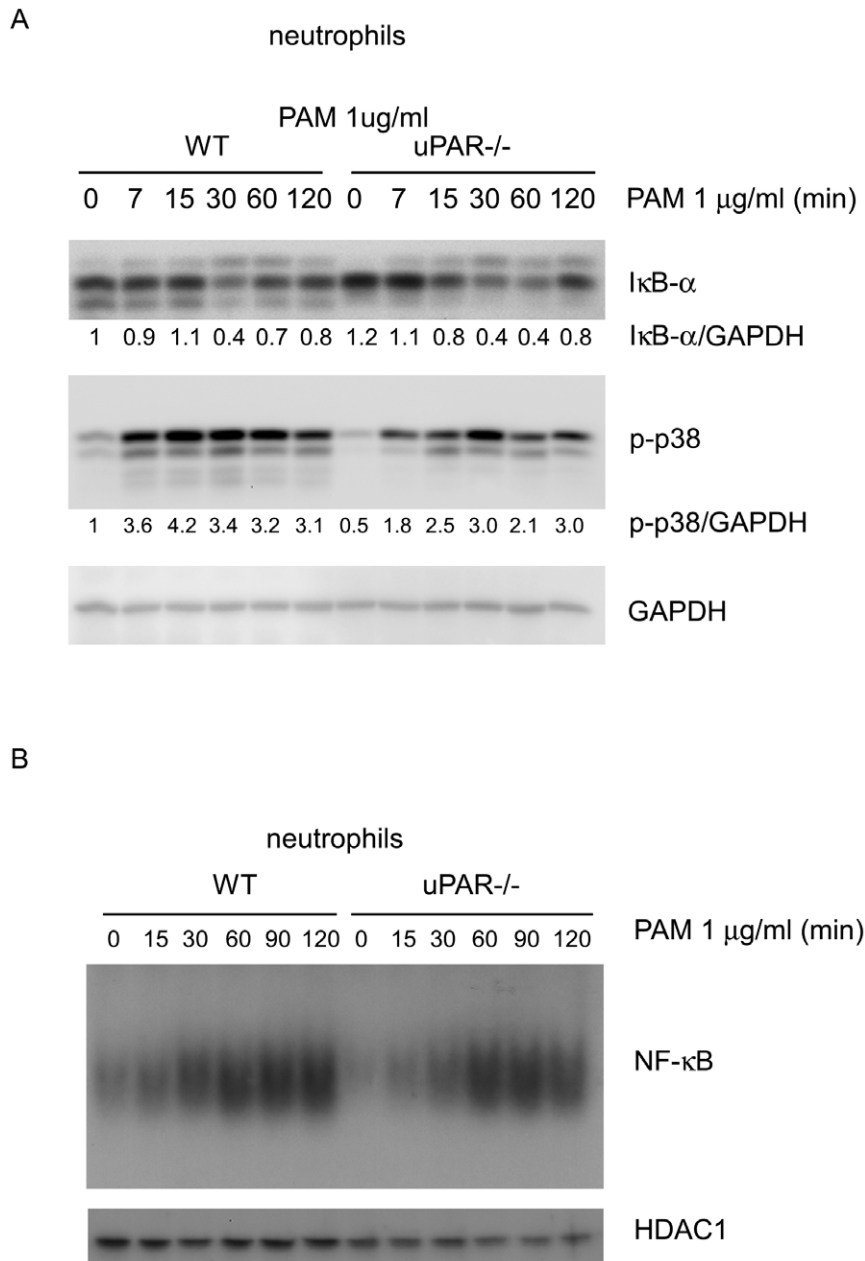 A
neutrophils
PAM 1ug/ml
WT uPAR-/-
0 7 15 30 60 120 0 7 15 30 60 120 PAM 1 μg/ml (min)
IκB-α
1 0.9 1.1 0.4 0.7 0.8 1.2 1.1 0.8 0.4 0.4 0.8 IκB-α/GAPDH
p-p38
1 3.6 4.2 3.4 3.2 3.1 0.5 1.8 2.5 3.0 2.1 3.0 p-p38/GAPDH
GAPDH
B
neutrophils
WT uPAR-/-
0 15 30 60 90 120 0 15 30 60 90 120 PAM 1 μg/ml (min)
NF-κB
HDAC1